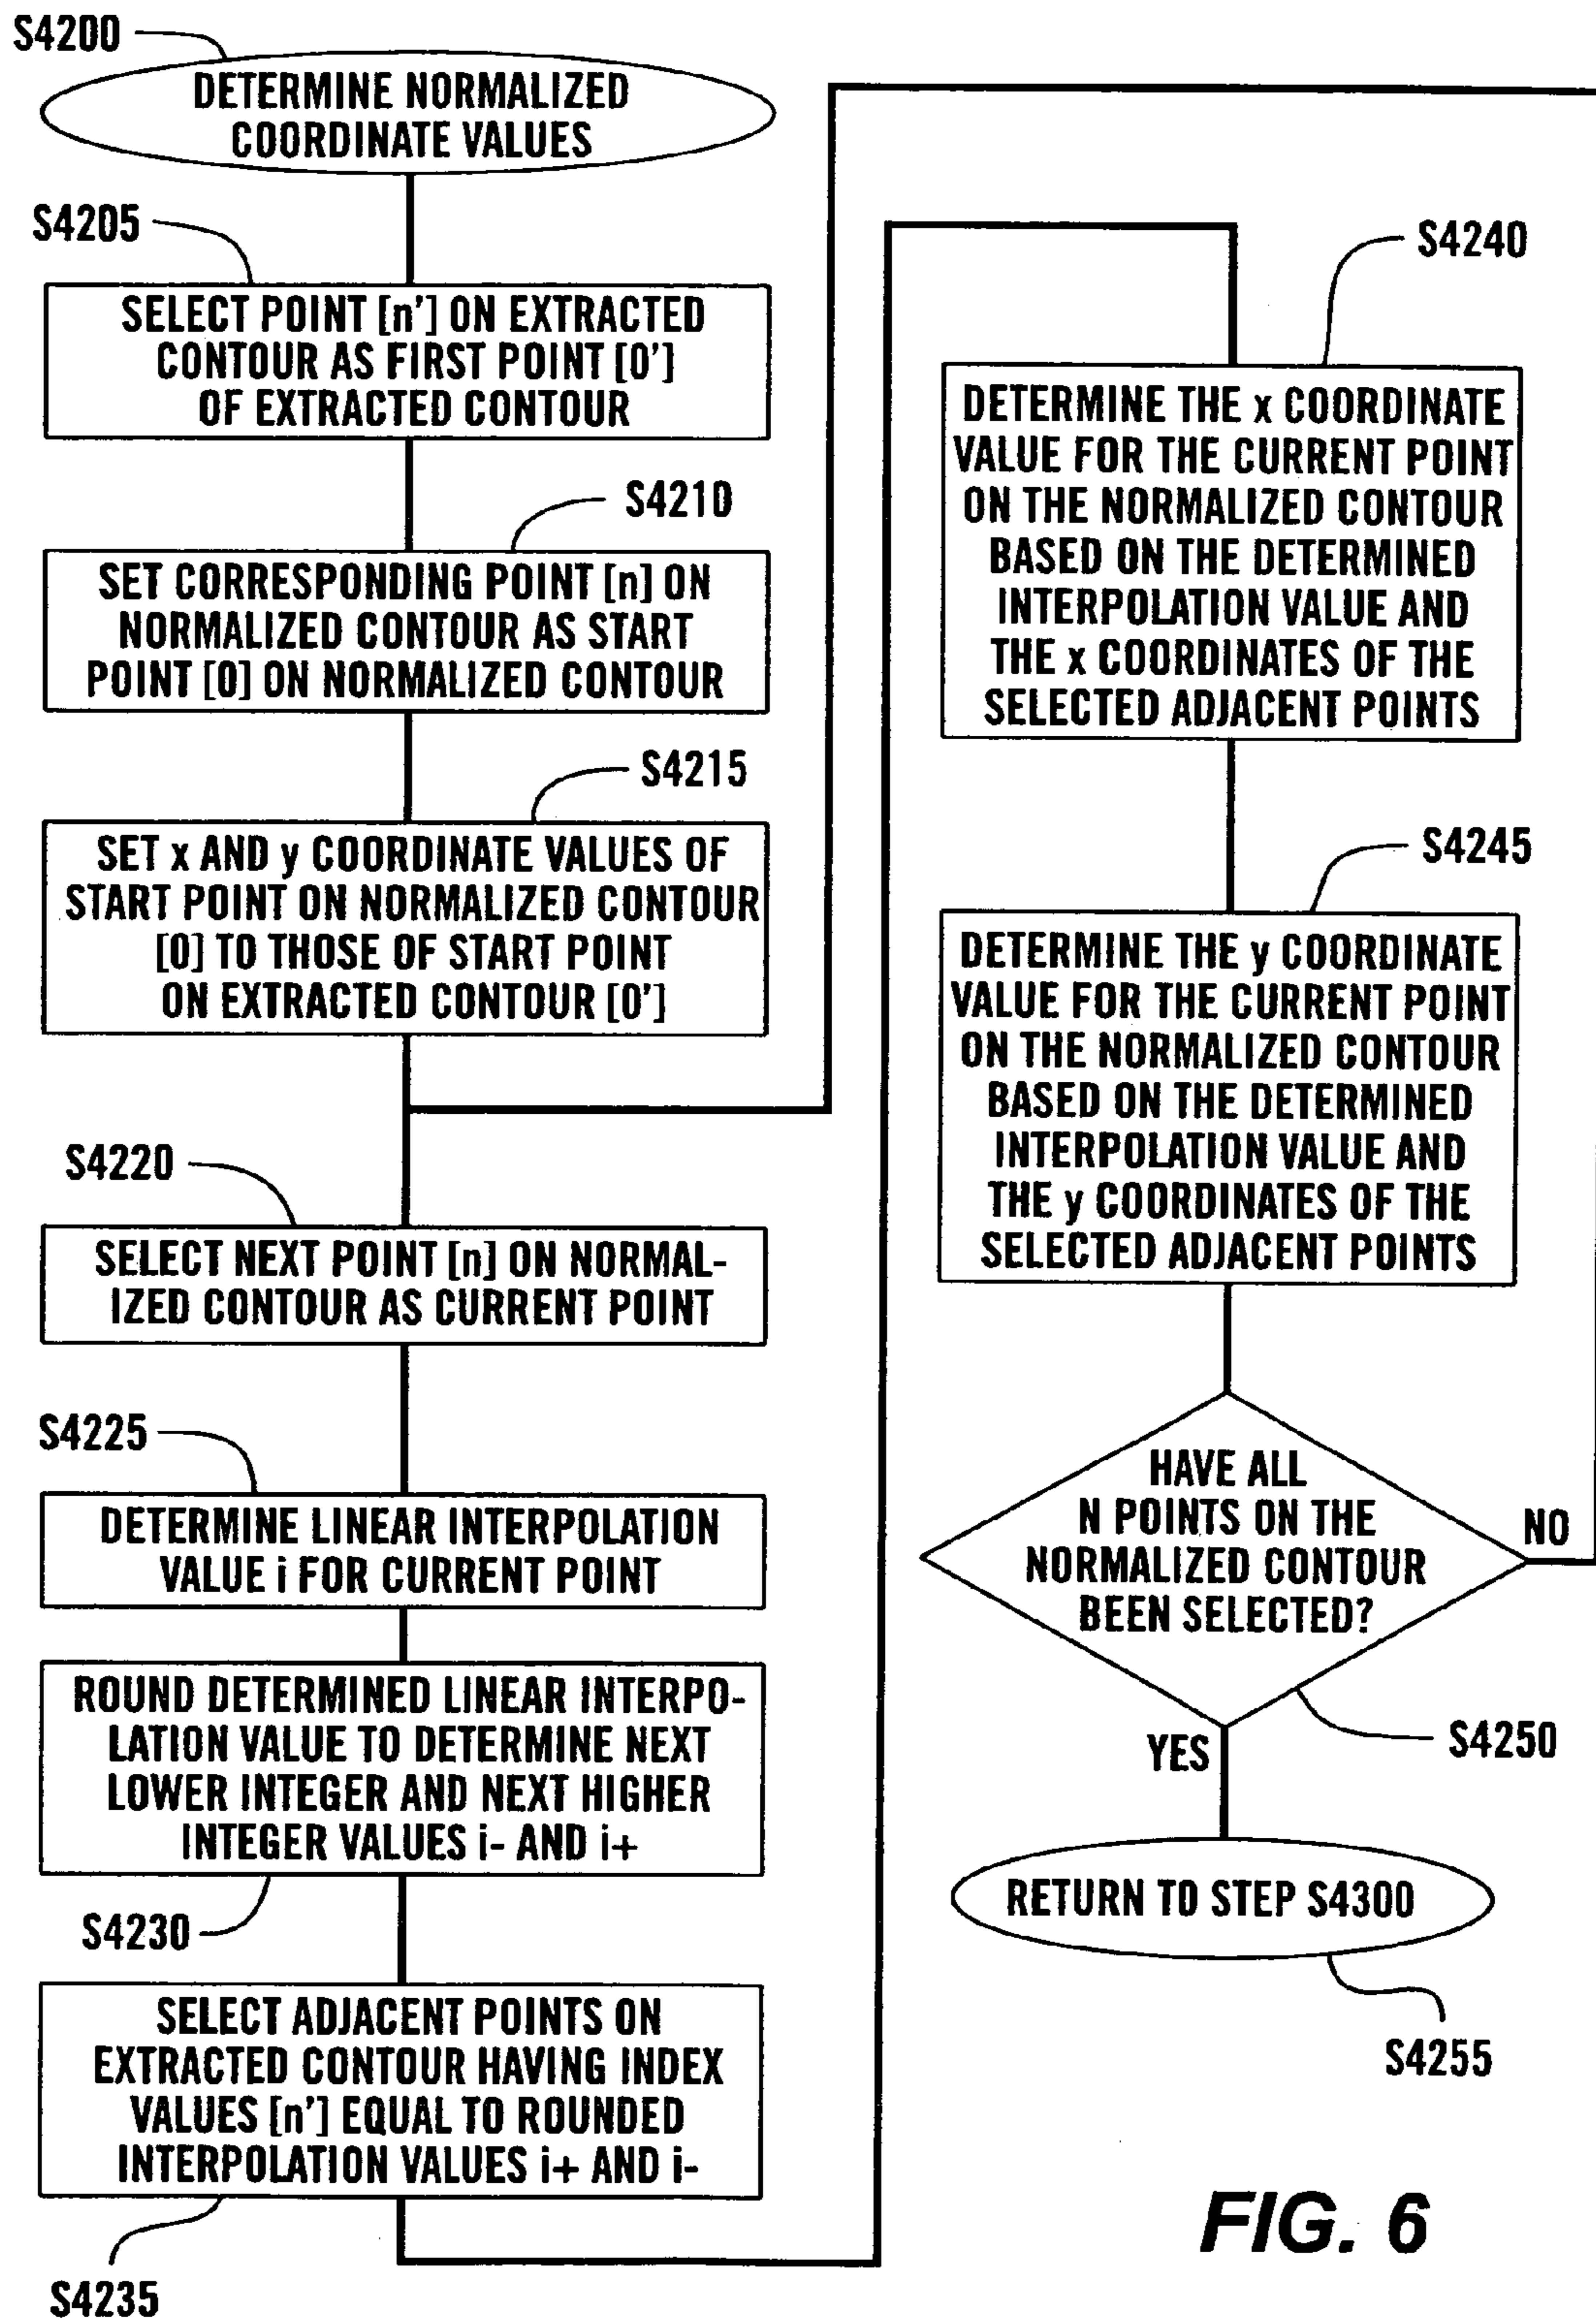 S4200
DETERMINE NORMALIZED
COORDINATE VALUES
S4205
SELECT POINT [n'] ON EXTRACTED
CONTOUR AS FIRST POINT [0']
OF EXTRACTED CONTOUR
S4210
SET CORRESPONDING POINT [n] ON
NORMALIZED CONTOUR AS START
POINT [0] ON NORMALIZED CONTOUR
S4215
SET x AND y COORDINATE VALUES OF
START POINT ON NORMALIZED CONTOUR
[0] TO THOSE OF START POINT
ON EXTRACTED CONTOUR [0']
S4220
SELECT NEXT POINT [n] ON NORMAL-
IZED CONTOUR AS CURRENT POINT
S4225
DETERMINE LINEAR INTERPOLATION
VALUE i FOR CURRENT POINT
ROUND DETERMINED LINEAR INTERPO-
LATION VALUE TO DETERMINE NEXT
LOWER INTEGER AND NEXT HIGHER
INTEGER VALUES i- AND i+
S4230
SELECT ADJACENT POINTS ON
EXTRACTED CONTOUR HAVING INDEX
VALUES [n'] EQUAL TO ROUNDED
INTERPOLATION VALUES i+ AND i-
S4235
S4240
DETERMINE THE x COORDINATE
VALUE FOR THE CURRENT POINT
ON THE NORMALIZED CONTOUR
BASED ON THE DETERMINED
INTERPOLATION VALUE AND
THE x COORDINATES OF THE
SELECTED ADJACENT POINTS
S4245
DETERMINE THE y COORDINATE
VALUE FOR THE CURRENT POINT
ON THE NORMALIZED CONTOUR
BASED ON THE DETERMINED
INTERPOLATION VALUE AND
THE y COORDINATES OF THE
SELECTED ADJACENT POINTS
HAVE ALL
N POINTS ON THE
NORMALIZED CONTOUR
BEEN SELECTED?
NO
S4250
YES
RETURN TO STEP S4300
S4255
FIG. 6